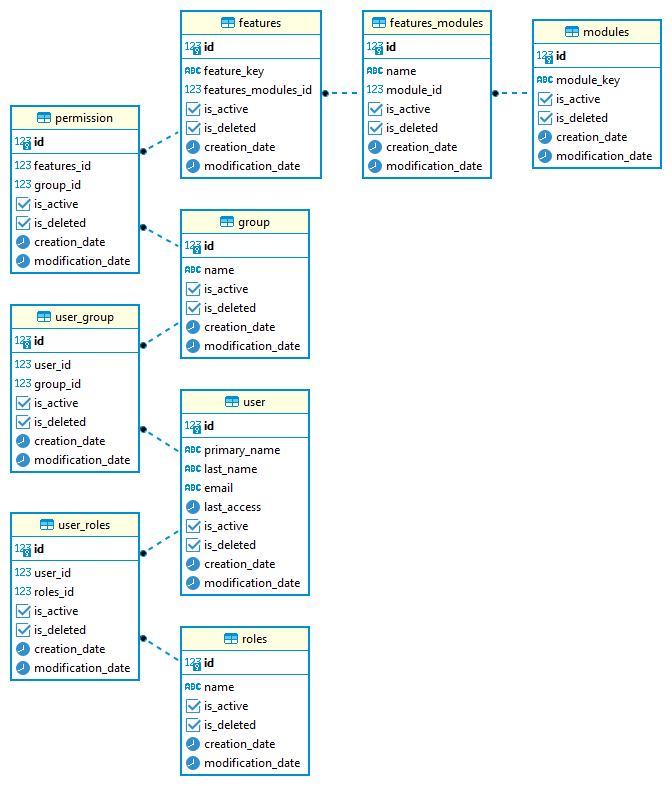 features
123 id
ABC feature_key
123 features_modules_id
is_active
is_deleted
creation_date
modification_date
features_modules
123 id
ABC name
123 module_id
is_active
is_deleted
creation_date
modification_date
modules
123 id
ABC module_key
is_active
is_deleted
creation_date
modification_date
permission
123 id
123 features_id
123 group_id
is_active
is_deleted
creation_date
modification_date
group
123 id
ABC name
is_active
is_deleted
creation_date
modification_date
user_group
123 id
123 user_id
123 group_id
is_active
is_deleted
creation_date
modification_date
user
123 id
ABC primary_name
ABC last_name
ABC email
last_access
is_active
is_deleted
creation_date
modification_date
user_roles
123 id
123 user_id
123 roles_id
is_active
is_deleted
creation_date
modification_date
roles
123 id
ABC name
is_active
is_deleted
creation_date
modification_date